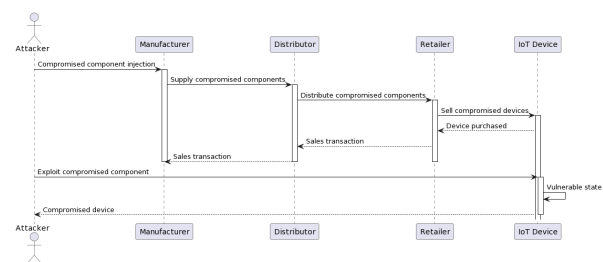 Attacker
Manufacturer
Distributor
Retailer
IoT Device
Compromised component injection
Supply compromised components
Distribute compromised components
Sell compromised devices
Device purchased
Sales transaction
Sales transaction
Exploit compromised component
Vulnerable state
Compromised device
Attacker
Manufacturer
Distributor
Retailer
IoT Device